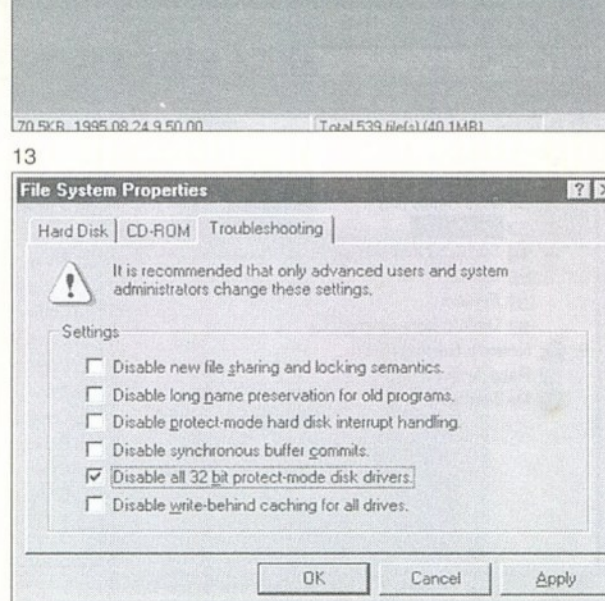 70.5KB 1995.08.24 9.50.00 Total 539 file(s) (40.1MB)
13
File System Properties
Hard Disk CD-ROM Troubleshooting
It is recommended that only advanced users and system
administrators change these settings.
Settings
Disable new file sharing and locking semantics.
Disable long name preservation for old programs.
Disable protect-mode hard disk interrupt handling.
Disable synchronous buffer commits.
Disable all 32 bit protect-mode disk drivers.
Disable write-behind caching for all drives.
OK Cancel Apply